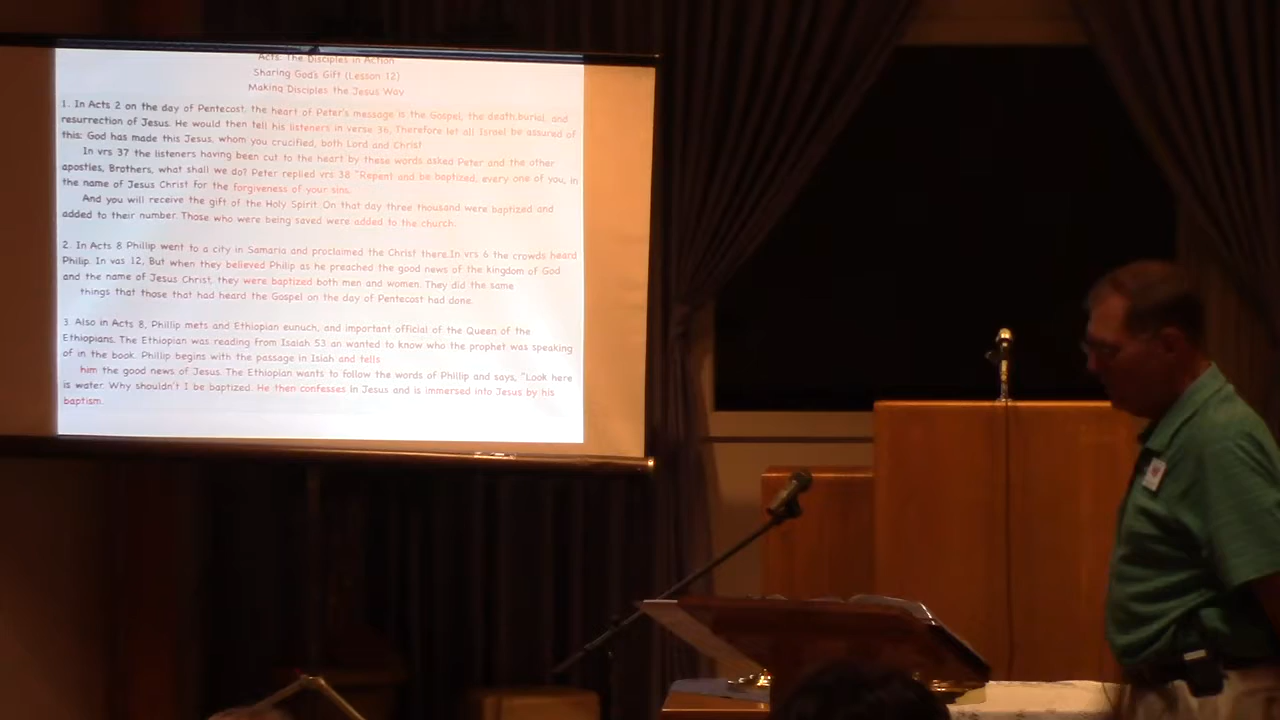 Acts: The Disciples in Action
Sharing God's Gift (Lesson 12)
Making Disciples the Jesus Way
1. In Acts 2 on the day of Pentecost, the heart of Peter's message is the Gospel, the death,burial, and
resurrection of Jesus. He would then tell his listeners in verse 36, Therefore let all Israel be assured of
this: God has made this Jesus, whom you crucified, both Lord and Christ
In vrs 37 the listeners having been cut to the heart by these words asked Peter and the other
apostles, Brothers, what shall we do? Peter replied vrs 38 "Repent and be baptized, every one of you, in
the name of Jesus Christ for the forgiveness of your sins.
And you will receive the gift of the Holy Spirit. On that day three thousand were baptized and
added to their number. Those who were being saved were added to the church.
2. In Acts 8 Phillip went to a city in Samaria and proclaimed the Christ there.In vrs 6 the crowds heard
Philip. In vas 12, But when they believed Philip as he preached the good news of the kingdom of God
and the name of Jesus Christ, they were baptized both men and women. They did the same
things that those that had heard the Gospel on the day of Pentecost had done.
3. Also in Acts 8, Phillip mets and Ethiopian eunuch, and important official of the Queen of the
Ethiopians. The Ethiopian was reading from Isaiah 53 an wanted to know who the prophet was speaking
of in the book. Phillip begins with the passage in Isiah and tells
him the good news of Jesus. The Ethiopian wants to follow the words of Phillip and says, "Look here
is water. Why shouldn't I be baptized. He then confesses in Jesus and is immersed into Jesus by his
baptism.